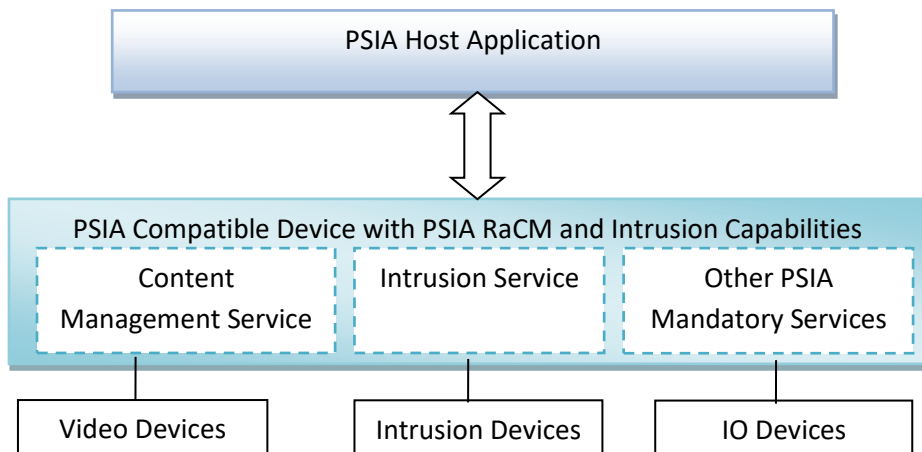 PSIA Host Application
PSIA Compatible Device with PSIA RaCM and Intrusion Capabilities
Content
Management Service
Intrusion Service
Other PSIA
Mandatory Services
Video Devices
Intrusion Devices
IO Devices